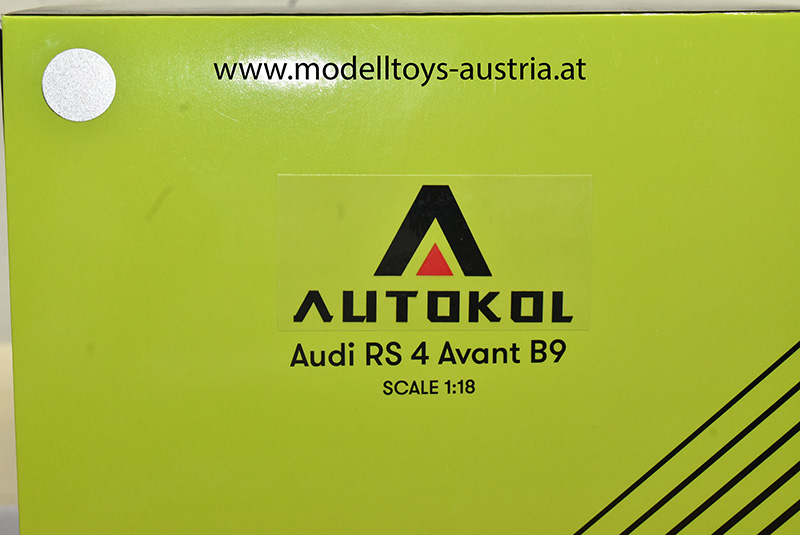 www.modelltoys-austria.at
AUTOKOL
Audi RS 4 Avant B9
SCALE 1:18